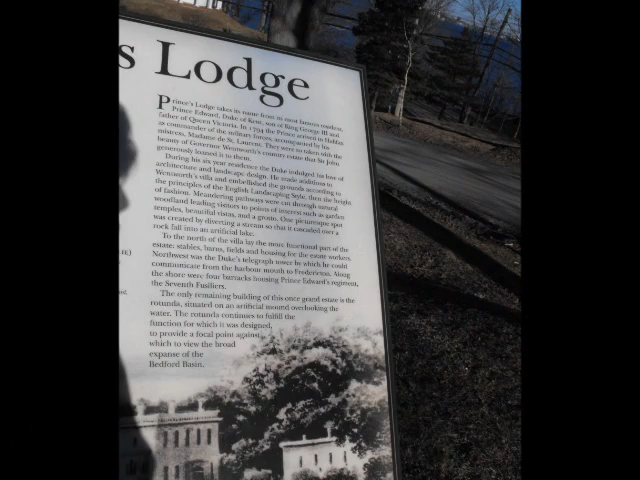 s Lodge
Prince's Lodge takes its name from its most famous resident,
Prince Edward, Duke of Kent, son of King George III and
father of Queen Victoria. In 1794 the Prince arrived in Halifax
as commander of the military forces, accompanied by his
mistress, Madame de St. Laurent. They were so taken with the
beauty of Governor Wentworth's country estate that Sir John
generously loaned it to them.
During his six year residence the Duke indulged his love of
architecture and landscape design. He made additions to
Wentworth's villa and embellished the grounds according to
the principles of the English Landscaping Style, then the height
of fashion. Meandering pathways were cut through natural
woodland leading visitors to points of interest such as garden
temples, beautiful vistas, and a grotto. One picturesque spot
was created by diverting a stream so that it cascaded over a
rock fall into an artificial lake.
To the north of the villa lay the more functional part of the
estate: stables, barns, fields and housing for the estate workers.
Northwest was the Duke's telegraph tower by which he could
communicate from the harbour mouth to Fredericton. Along
the shore were four barracks housing Prince Edward's regiment,
the Seventh Fusiliers.
The only remaining building of this once grand estate is the
rotunda, situated on an artificial mound overlooking the
water. The rotunda continues to fulfill the
function for which it was designed,
to provide a focal point against
which to view the broad
expanse of the
Bedford Basin.